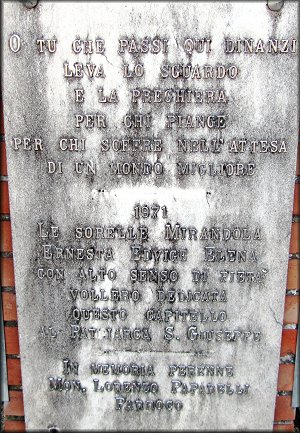 O TU CHE PASSI QUI DINANZI
LEVA LO SGUARDO
E LA PREGHIERA
PER CHI PIANGE
PER CHI SOFFRE NELL'ATTESA
DI UN MONDO MIGLIORE
1971
LE SORELLE MIRANDOLA
ERNESTA EDVIGE ELENA
CON ALTO SENSO DI PIETA'
VOLLERO DEDICATA
QUESTO CAPITELLO
AL PATRIARCA S. GIUSEPPE
IN MEMORIA PERENNE
MON. LORENZO PAPARELLI
PARROCO